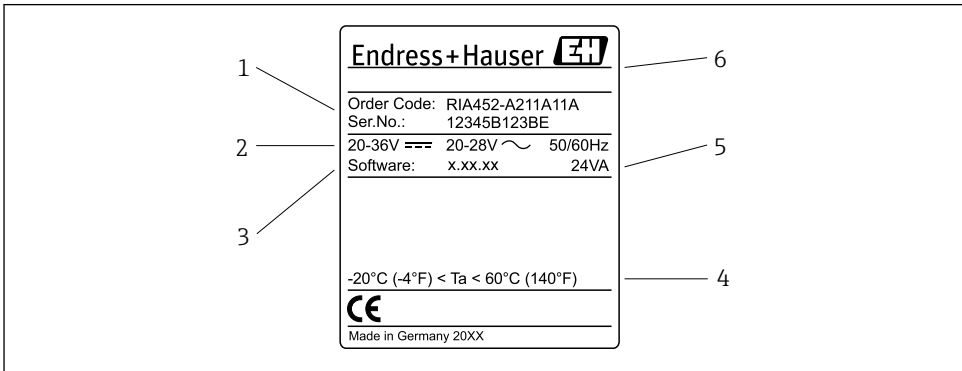 Endress+Hauser EH
1
6
Order Code: RIA452-A211A11A
Ser.No.: 12345B123BE
2
20-36V 20-28V 50/60Hz
5
Software: x.xx.xx 24VA
3
-20°C (-4°F) < Ta < 60°C (140°F)
4
CE
Made in Germany 20XX